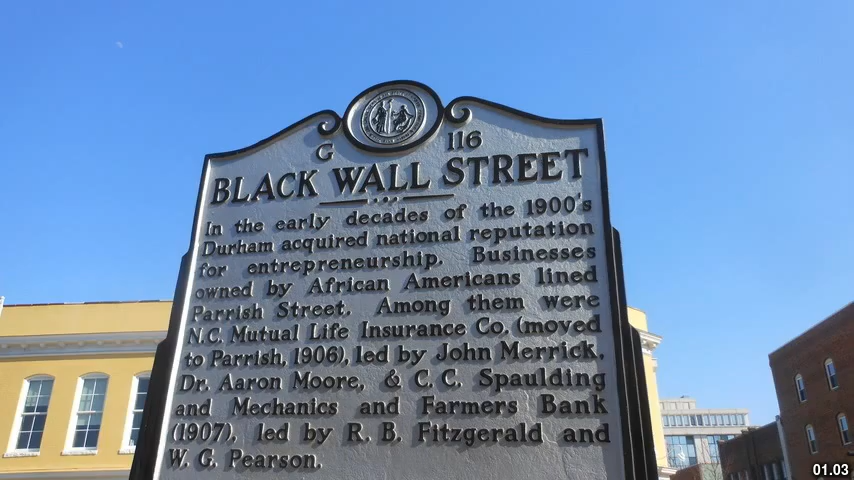 G 116
BLACK WALL STREET
In the early decades of the 1900's
Durham acquired national reputation
for entrepreneurship. Businesses
owned by African Americans lined
Parrish Street. Among them were
N.C. Mutual Life Insurance Co. (moved
to Parrish, 1906), led by John Merrick,
Dr. Aaron Moore, & C. C. Spaulding
and Mechanics and Farmers Bank
(1907), led by R. B. Fitzgerald and
W. G. Pearson.
01.03